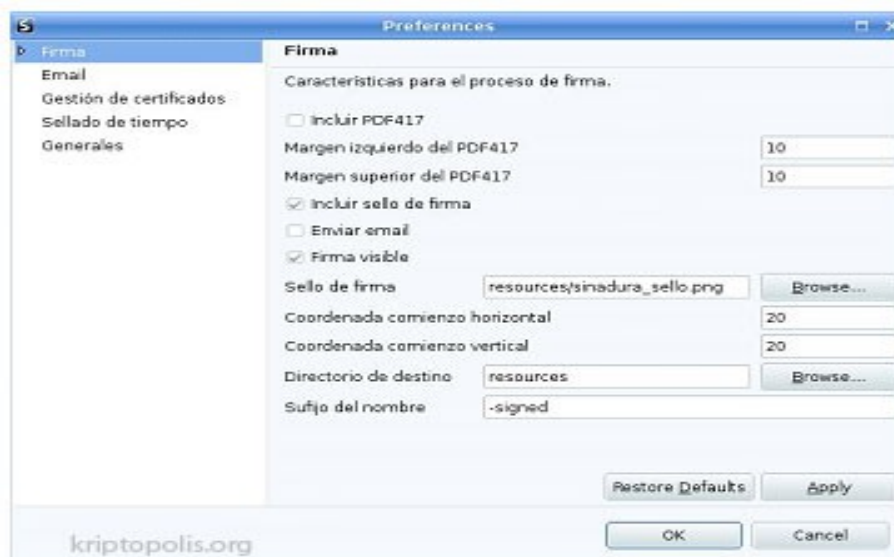 Preferences
Firma
Email
Gestión de certificados
Sellado de tiempo
Generales
Firma
Características para el proceso de firma.
Incluir PDF417
Margen izquierdo del PDF417 10
Margen superior del PDF417 10
Incluir sello de firma
Enviar email
Firma visible
Sello de firma resources/sinadura_sello.png Browse...
Coordenada comienzo horizontal 20
Coordenada comienzo vertical 20
Directorio de destino resources Browse...
Sufijo del nombre -signed
Restore Defaults Apply
OK Cancel
kriptopolis.org